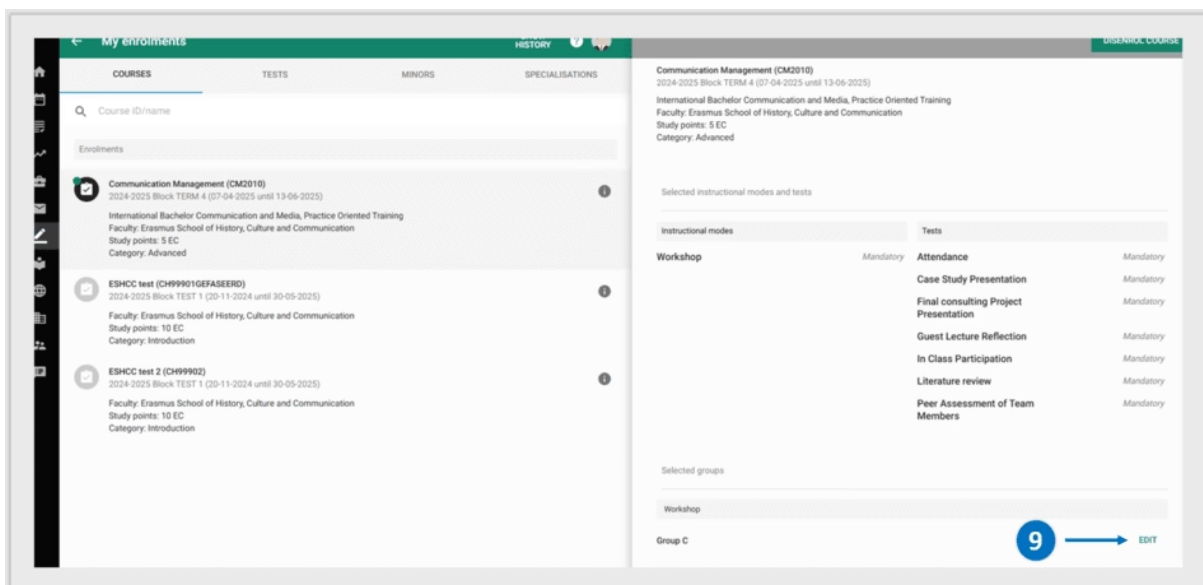 My enrolments
HISTORY
?
DISENROL COURSE
COURSES TESTS MINORS SPECIALISATIONS
Course ID/name
Enrolments
Communication Management (CM2010)
2024-2025 Block TERM 4 (07-04-2025 until 13-06-2025)
International Bachelor Communication and Media, Practice Oriented Training
Faculty: Erasmus School of History, Culture and Communication
Study points: 5 EC
Category: Advanced
ESHCC test (CH99901GEFASEERD)
2024-2025 Block TEST 1 (20-11-2024 until 30-05-2025)
Faculty: Erasmus School of History, Culture and Communication
Study points: 10 EC
Category: Introduction
ESHCC test 2 (CH99902)
2024-2025 Block TEST 1 (20-11-2024 until 30-05-2025)
Faculty: Erasmus School of History, Culture and Communication
Study points: 10 EC
Category: Introduction
Communication Management (CM2010)
2024-2025 Block TERM 4 (07-04-2025 until 13-06-2025)
International Bachelor Communication and Media, Practice Oriented Training
Faculty: Erasmus School of History, Culture and Communication
Study points: 5 EC
Category: Advanced
Selected instructional modes and tests
Instructional modes Tests
Workshop Mandatory Attendance Mandatory
Case Study Presentation Mandatory
Final consulting Project Mandatory
Presentation
Guest Lecture Reflection Mandatory
In Class Participation Mandatory
Literature review Mandatory
Peer Assessment of Team Mandatory
Members
Selected groups
Workshop
Group C 9 EDIT